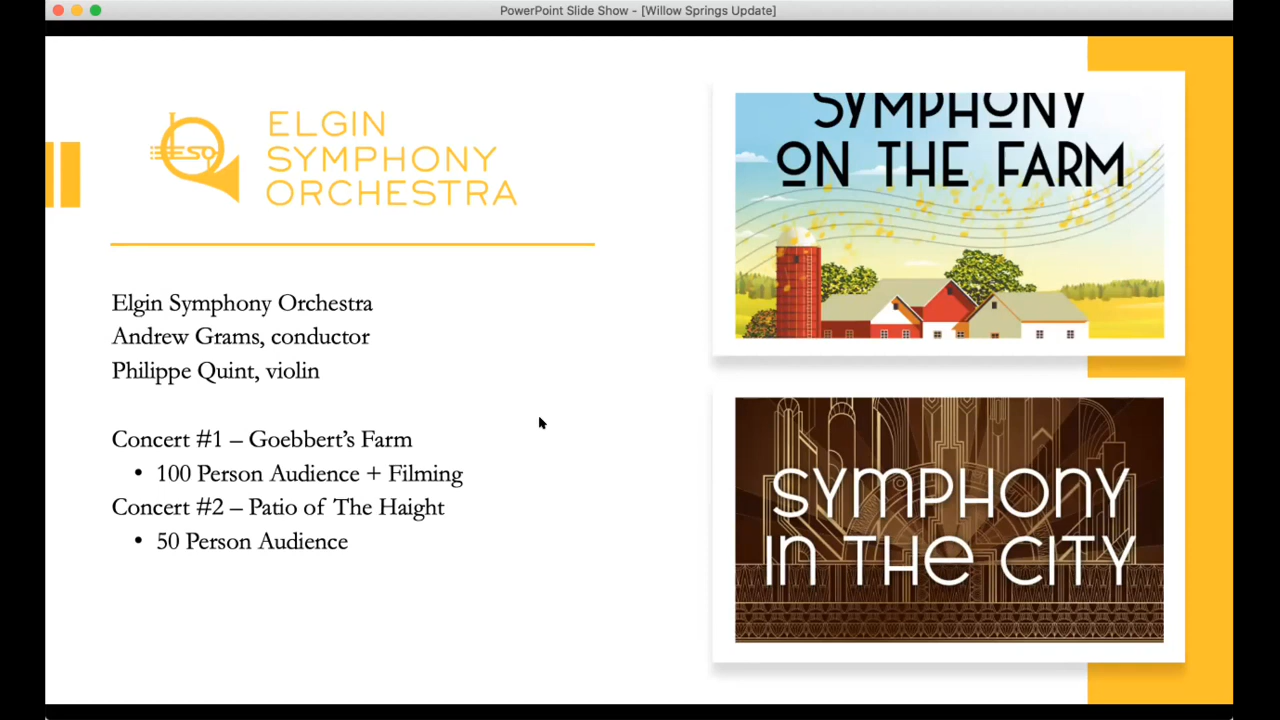 PowerPoint Slide Show - [Willow Springs Update]
ESO
ELGIN
SYMPHONY
ORCHESTRA
Elgin Symphony Orchestra
Andrew Grams, conductor
Philippe Quint, violin
Concert #1 – Goebbert’s Farm
• 100 Person Audience + Filming
Concert #2 – Patio of The Haight
• 50 Person Audience
SYMPHONY
ON THE FARM
SYMPHONY
IN THE CITY